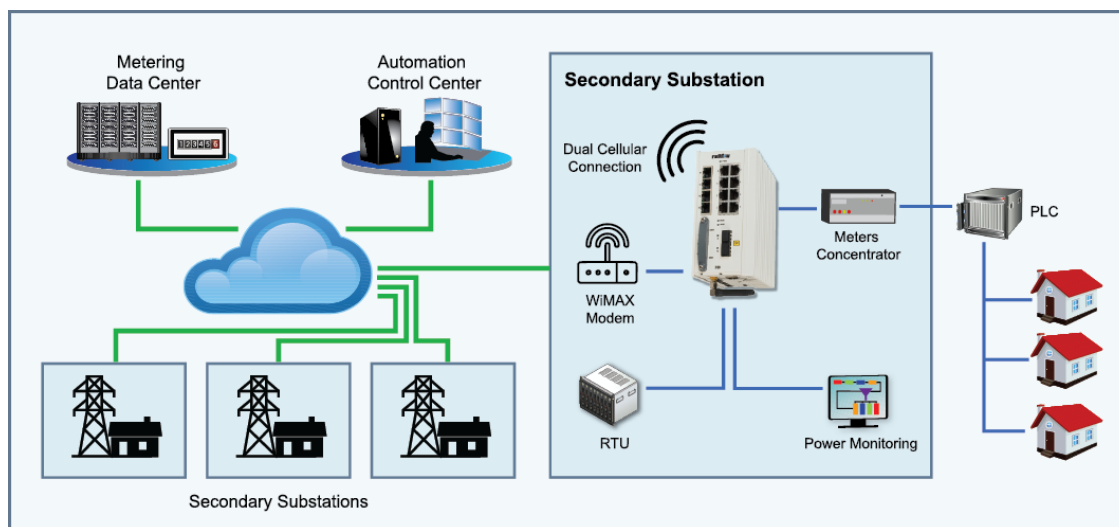 Metering
Data Center
Automation
Control Center
123456
Secondary Substations
Secondary Substation
Dual Cellular
Connection
WiMAX
Modem
Meters
Concentrator
RTU
Power Monitoring
PLC